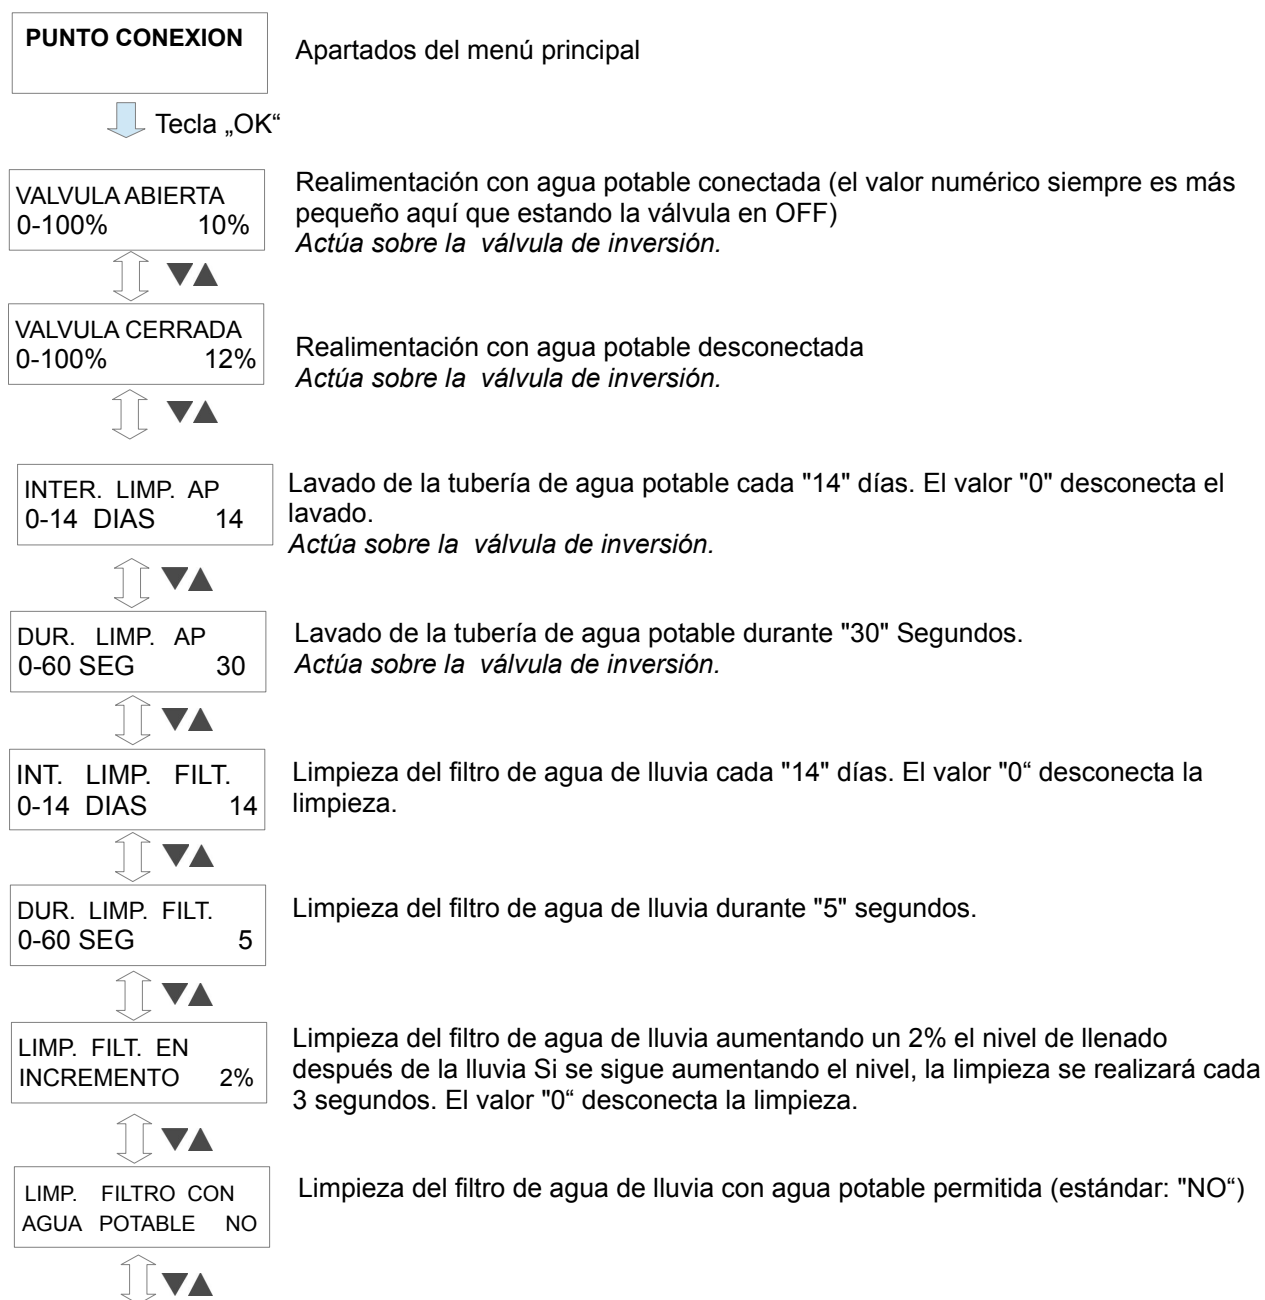 PUNTO CONEXION
Apartados del menú principal
Tecla „OK“
VALVULA ABIERTA
0-100% 10%
Realimentación con agua potable conectada (el valor numérico siempre es más
pequeño aquí que estando la válvula en OFF)
Actúa sobre la válvula de inversión.
▼▲
VALVULA CERRADA
0-100% 12%
Realimentación con agua potable desconectada
Actúa sobre la válvula de inversión.
▼▲
INTER. LIMP. AP
0-14 DIAS 14
Lavado de la tubería de agua potable cada "14" días. El valor "0" desconecta el
lavado.
Actúa sobre la válvula de inversión.
▼▲
DUR. LIMP. AP
0-60 SEG 30
Lavado de la tubería de agua potable durante "30" Segundos.
Actúa sobre la válvula de inversión.
▼▲
INT. LIMP. FILT.
0-14 DIAS 14
Limpieza del filtro de agua de lluvia cada "14" días. El valor "0“ desconecta la
limpieza.
▼▲
DUR. LIMP. FILT.
0-60 SEG 5
Limpieza del filtro de agua de lluvia durante "5" segundos.
▼▲
LIMP. FILT. EN
INCREMENTO 2%
Limpieza del filtro de agua de lluvia aumentando un 2% el nivel de llenado
después de la lluvia Si se sigue aumentando el nivel, la limpieza se realizará cada
3 segundos. El valor "0“ desconecta la limpieza.
▼▲
LIMP. FILTRO CON
AGUA POTABLE NO
Limpieza del filtro de agua de lluvia con agua potable permitida (estándar: "NO“)
▼▲